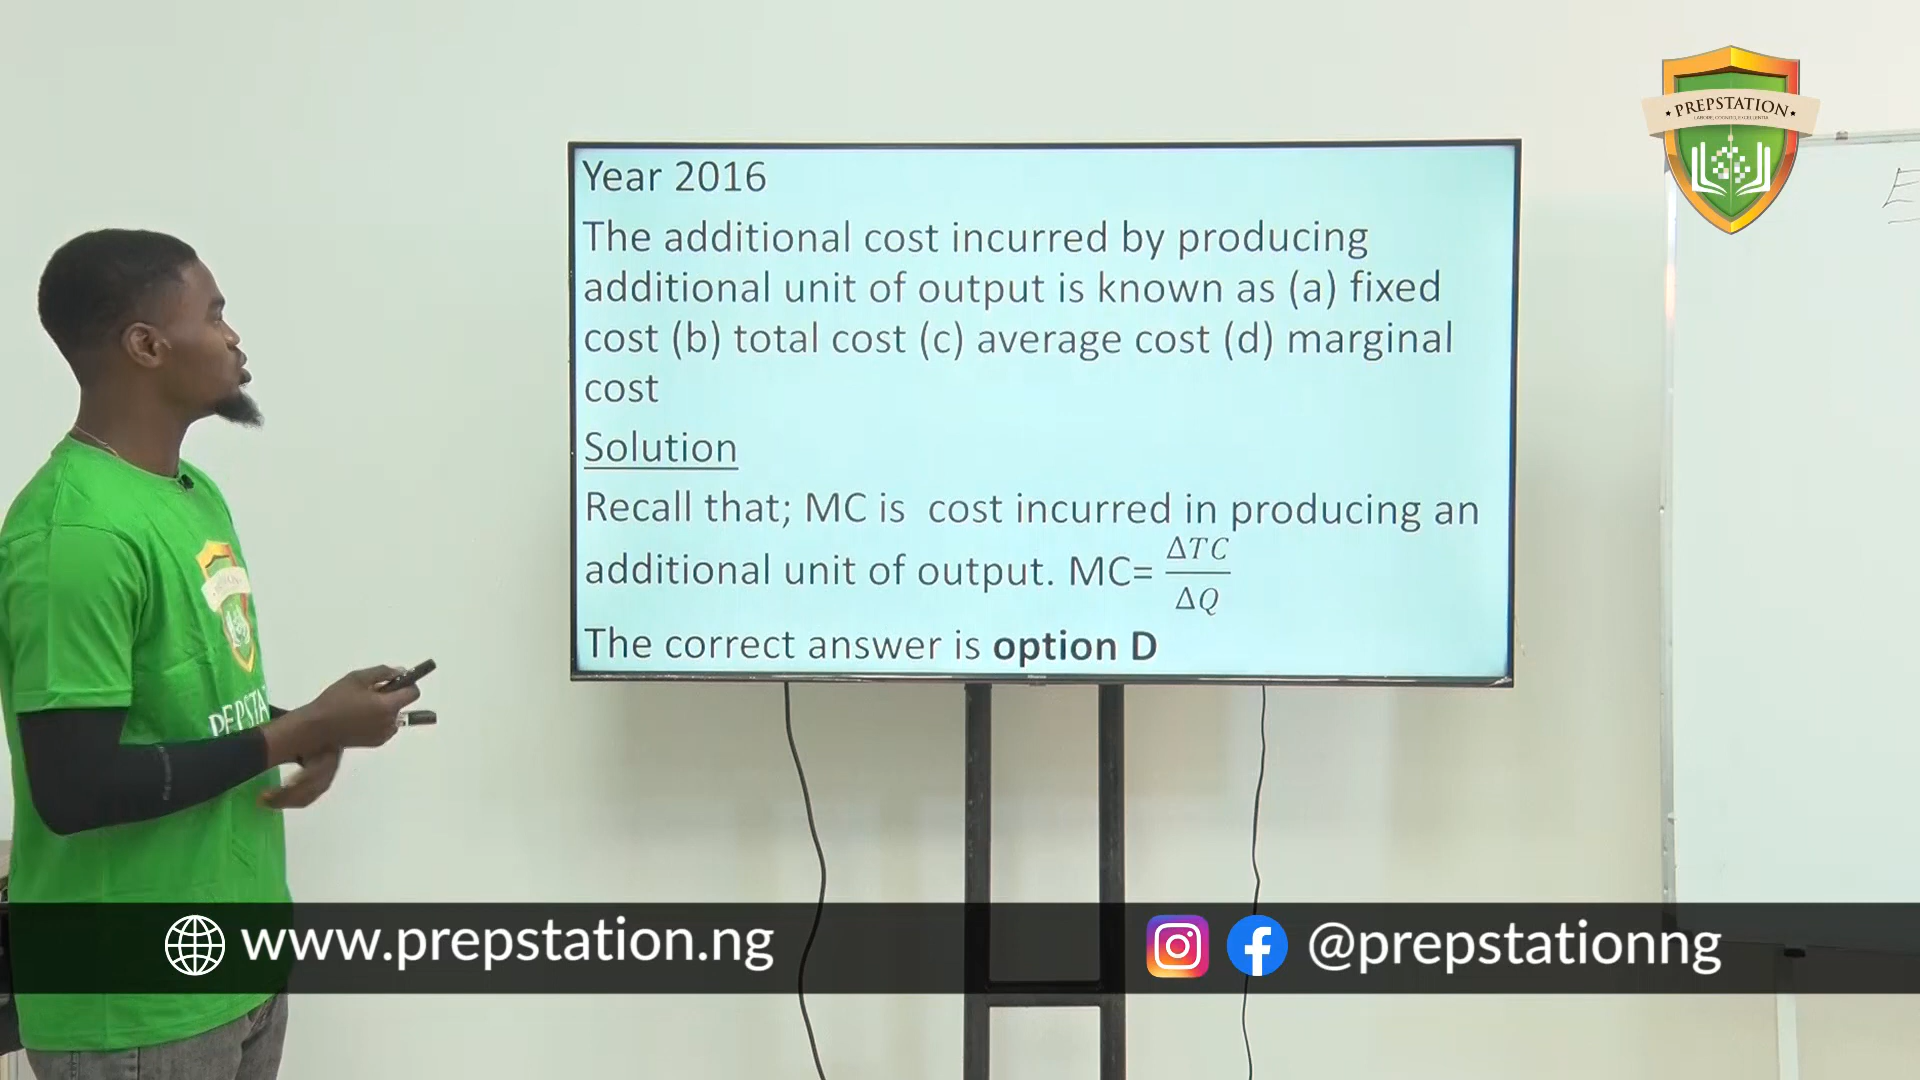 PREPSTATION
Year 2016
The additional cost incurred by producing
additional unit of output is known as (a) fixed
cost (b) total cost (c) average cost (d) marginal
cost
Solution
Recall that; MC is cost incurred in producing an
additional unit of output. MC= ΔTC/ΔQ
The correct answer is option D
PREPSTA
www.prepstation.ng
@prepstationng